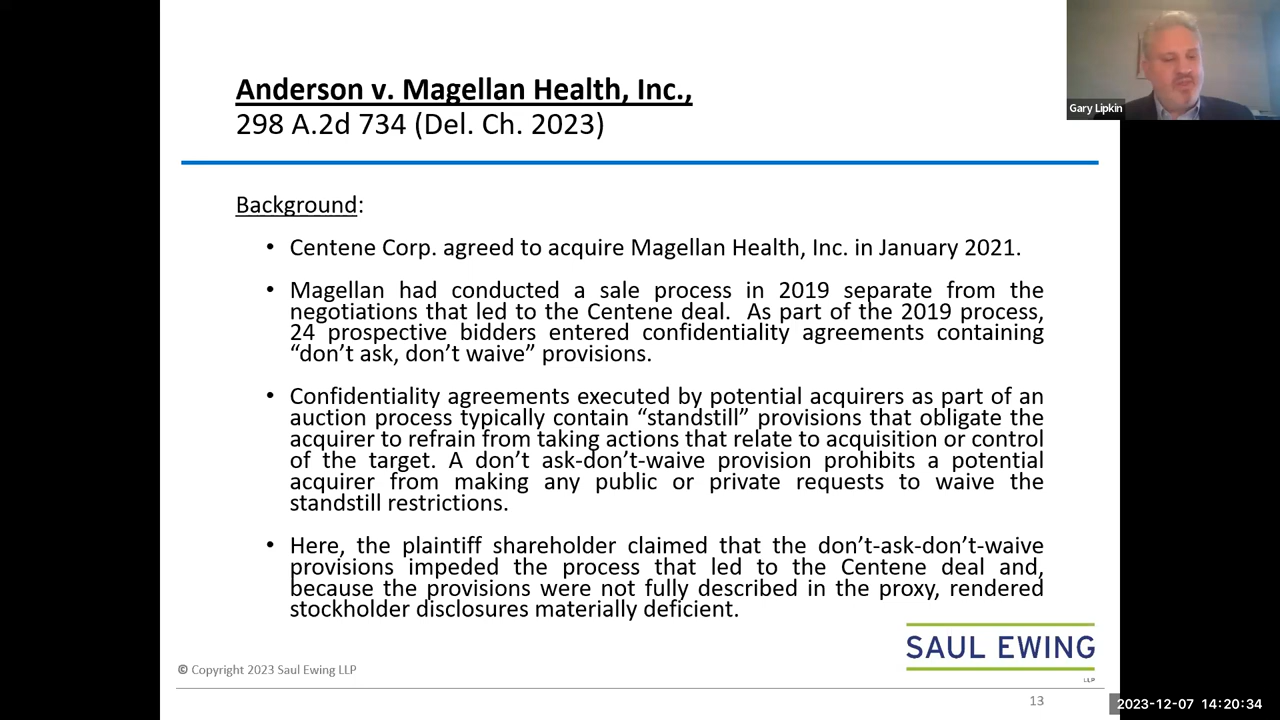 Anderson v. Magellan Health, Inc.,
298 A.2d 734 (Del. Ch. 2023)
Gary Lipkin
Background:
• Centene Corp. agreed to acquire Magellan Health, Inc. in January 2021.
• Magellan had conducted a sale process in 2019 separate from the
negotiations that led to the Centene deal. As part of the 2019 process,
24 prospective bidders entered confidentiality agreements containing
“don’t ask, don’t waive” provisions.
• Confidentiality agreements executed by potential acquirers as part of an
auction process typically contain “standstill” provisions that obligate the
acquirer to refrain from taking actions that relate to acquisition or control
of the target. A don’t ask-don’t-waive provision prohibits a potential
acquirer from making any public or private requests to waive the
standstill restrictions.
• Here, the plaintiff shareholder claimed that the don’t-ask-don’t-waive
provisions impeded the process that led to the Centene deal and,
because the provisions were not fully described in the proxy, rendered
stockholder disclosures materially deficient.
SAUL EWING
LLP
© Copyright 2023 Saul Ewing LLP
13
2023-12-07 14:20:34